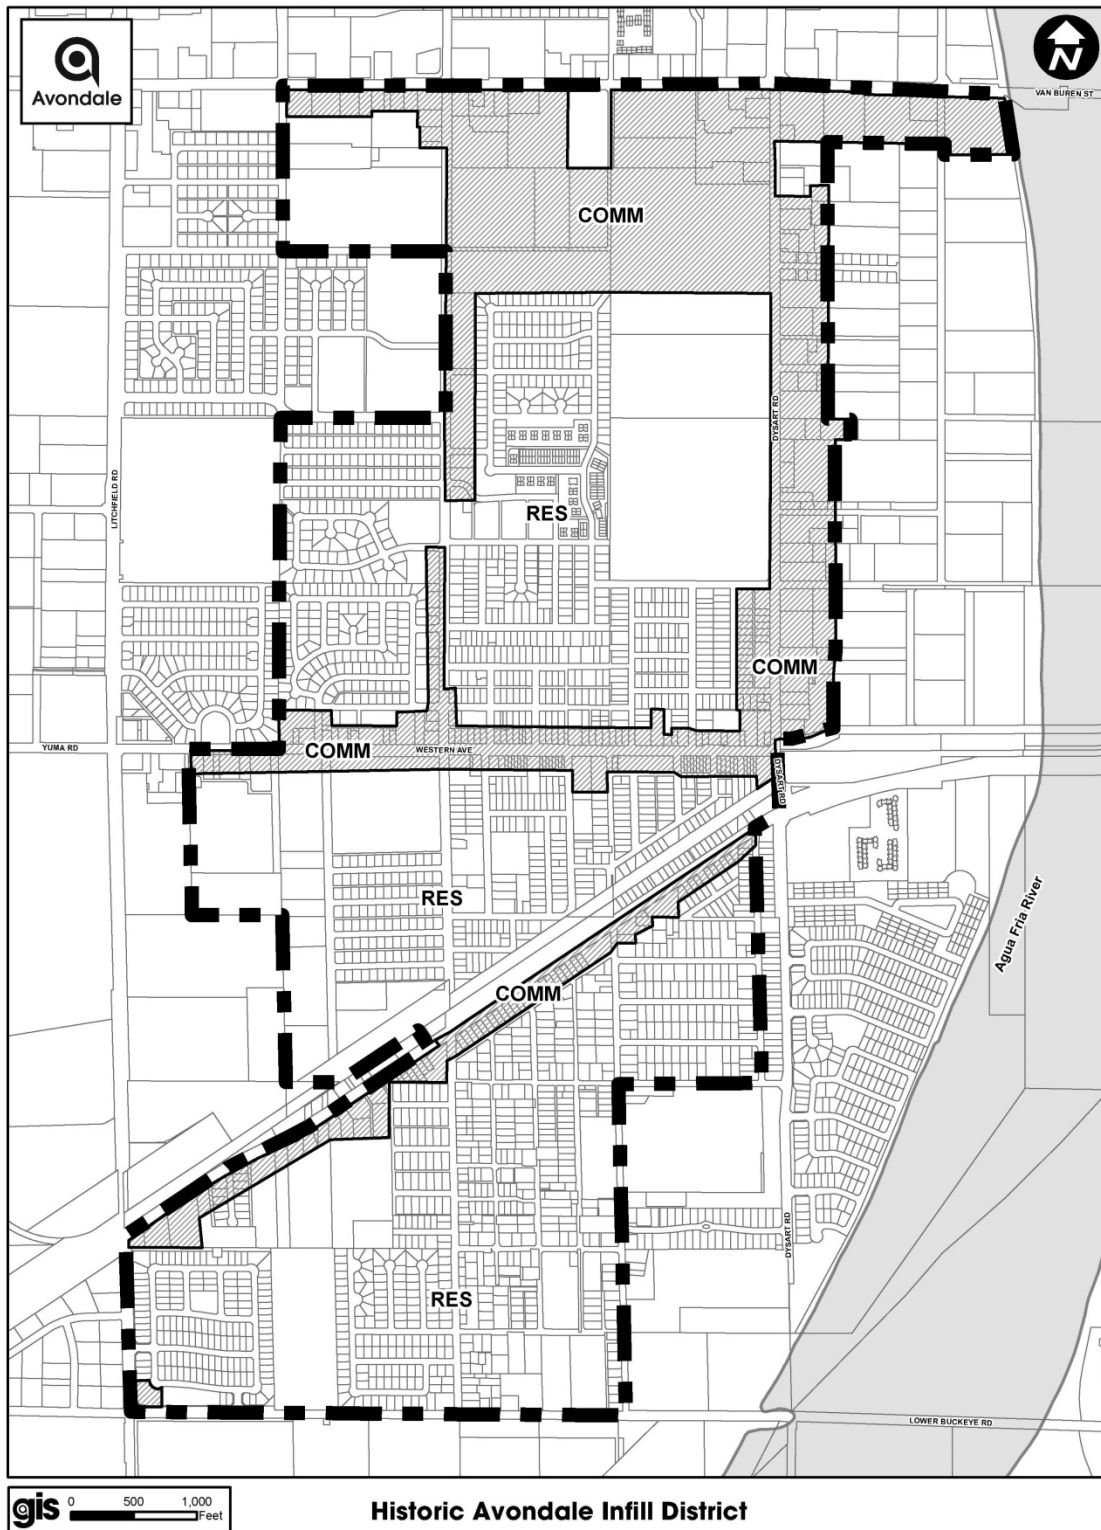 Avondale
N
VAN BUREN ST
COMM
DYSART RD
LITCHFIELD RD
RES
COMM
YUMA RD
COMM
WESTERN AVE
DYSART RD
RES
Agua Fria River
COMM
DYSART RD
RES
LOWER BUCKEYE RD
gis
0 500 1,000
Feet
Historic Avondale Infill District